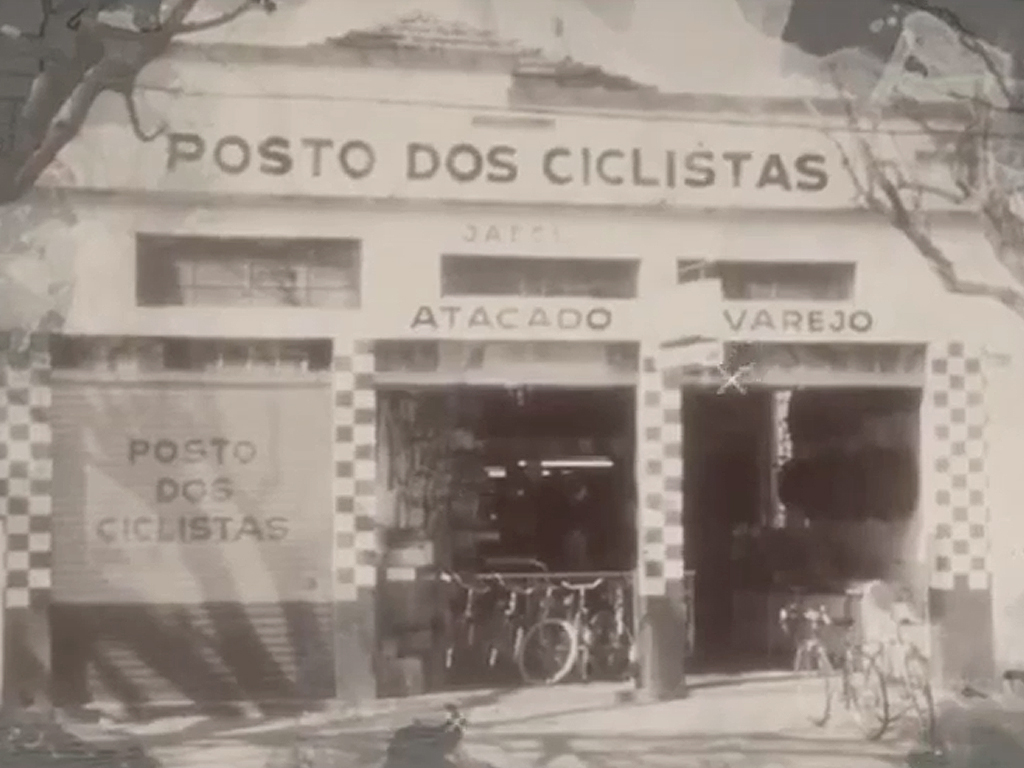 POSTO DOS CICLISTAS
ATACADO
VAREJO
POSTO
DOS
CICLISTAS